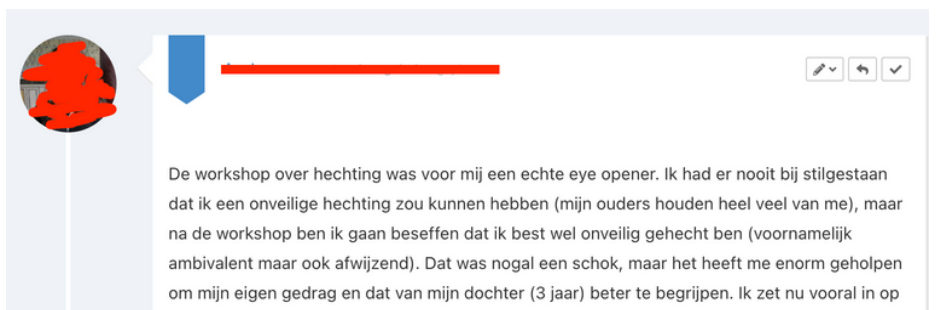 De workshop over hechting was voor mij een echte eye opener. Ik had er nooit bij stilgestaan
dat ik een onveilige hechting zou kunnen hebben (mijn ouders houden heel veel van me), maar
na de workshop ben ik gaan beseffen dat ik best wel onveilig gehecht ben (voornamelijk
ambivalent maar ook afwijzend). Dat was nogal een schok, maar het heeft me enorm geholpen
om mijn eigen gedrag en dat van mijn dochter (3 jaar) beter te begrijpen. Ik zet nu vooral in op